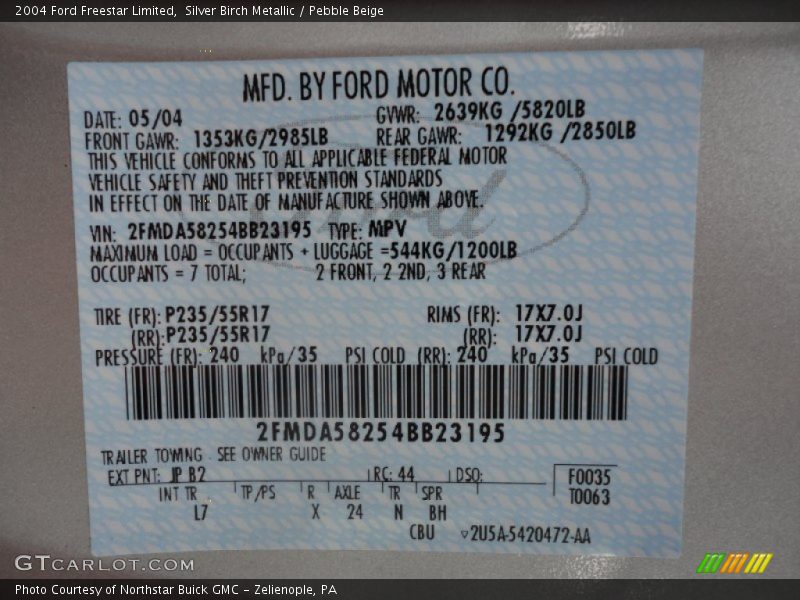 2004 Ford Freestar Limited,  Silver Birch Metallic / Pebble Beige
MFD. BY FORD MOTOR CO.
DATE: 05/04 GVWR: 2639KG /5820LB
FRONT GAWR: 1353KG/2985LB REAR GAWR: 1292KG /2850LB
THIS VEHICLE CONFORMS TO ALL APPLICABLE FEDERAL MOTOR
VEHICLE SAFETY AND THEFT PREVENTION STANDARDS
IN EFFECT ON THE DATE OF MANUFACTURE SHOWN ABOVE.
VIN: 2FMDA58254BB23195 TYPE: MPV
MAXIMUM LOAD = OCCUPANTS + LUGGAGE =544KG/1200LB
OCCUPANTS = 7 TOTAL; 2 FRONT, 2 2ND, 3 REAR
TIRE (FR): P235/55R17 RIMS (FR): 17X7.0J
(RR): P235/55R17 (RR): 17X7.0J
PRESSURE (FR): 240 kPa/35 PSI COLD (RR): 240 kPa/35 PSI COLD
2FMDA58254BB23195
TRAILER TOWING - SEE OWNER GUIDE
EXT PNT: JP B2 RC: 44 DSO: F0035
T0063
INT TR TP/PS R AXLE TR SPR
L7 X 24 N BH
CBU ▽2U5A-5420472-AA
GTCARLOT.COM
Photo Courtesy of Northstar Buick GMC - Zelienople, PA